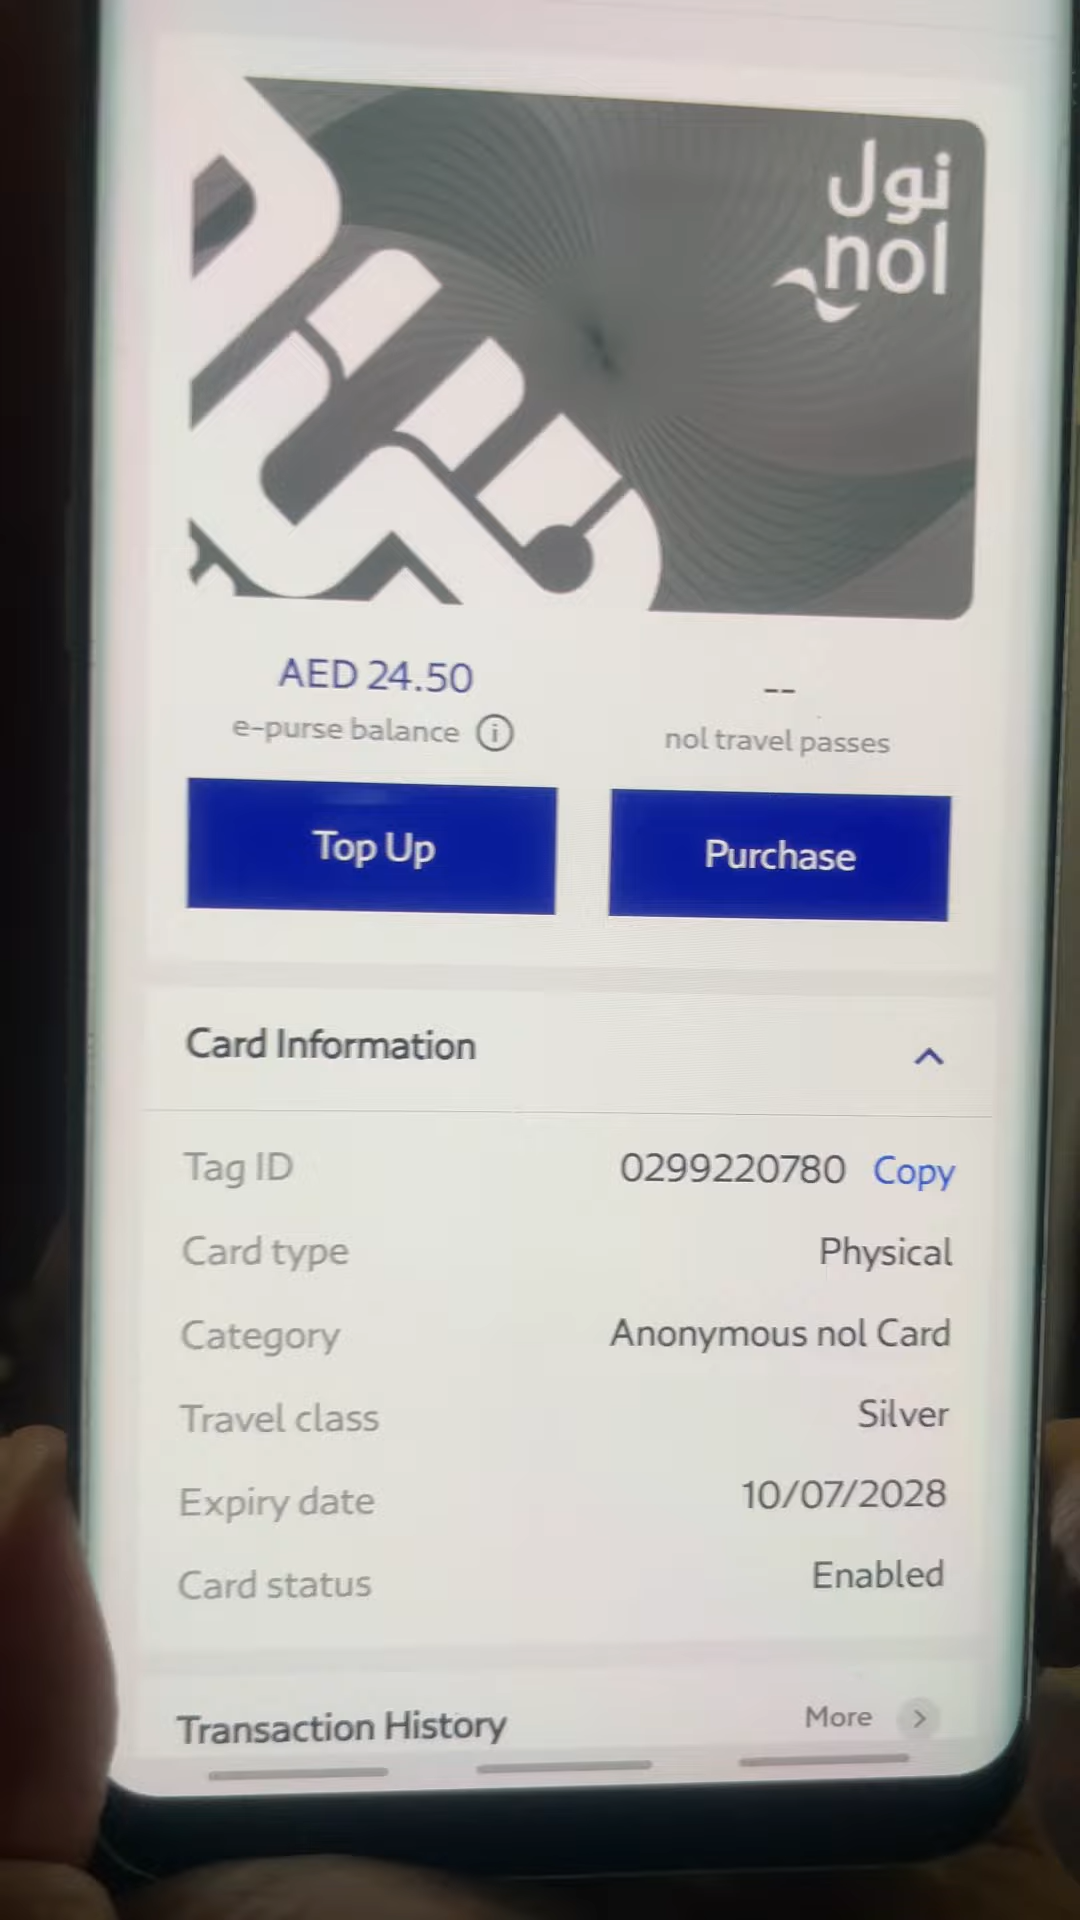 نول
nol
AED 24.50
--
e-purse balance
nol travel passes
Top Up
Purchase
Card Information
Tag ID 0299220780 Copy
Card type Physical
Category Anonymous nol Card
Travel class Silver
Expiry date 10/07/2028
Card status Enabled
Transaction History More